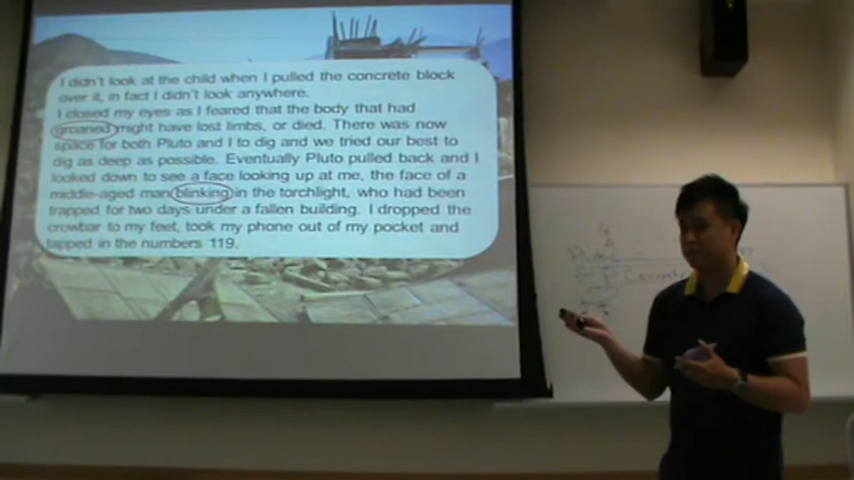 I didn't look at the child when I pulled the concrete block
over it, in fact I didn't look anywhere.
I closed my eyes as I feared that the body that had
groaned might have lost limbs, or died. There was now
space for both Pluto and I to dig and we tried our best to
dig as deep as possible. Eventually Pluto pulled back and I
looked down to see a face looking up at me, the face of a
middle-aged man blinking in the torchlight, who had been
trapped for two days under a fallen building. I dropped the
crowbar to my feet, took my phone out of my pocket and
tapped in the numbers 119.